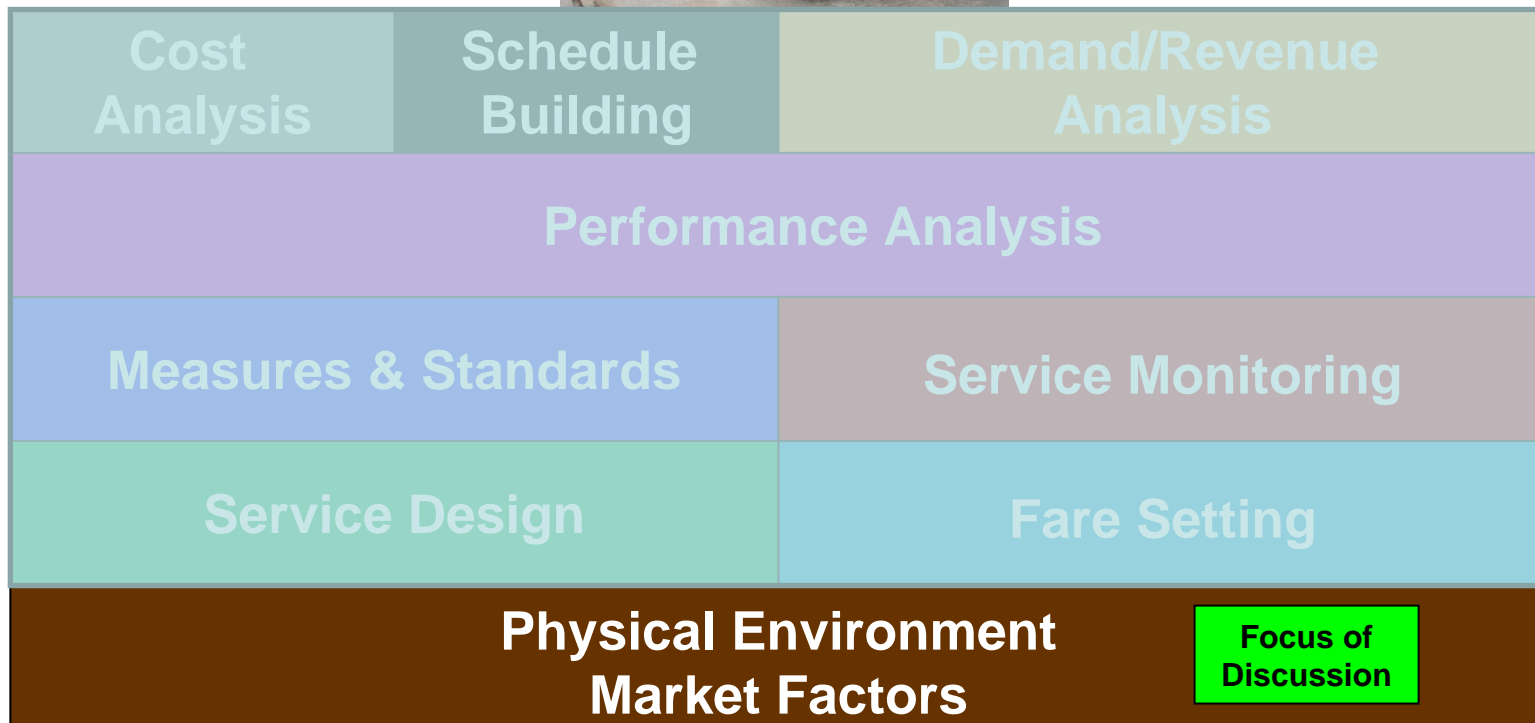 Cost
Analysis
Schedule
Building
Demand/Revenue
Analysis
Performance Analysis
Measures & Standards
Service Monitoring
Service Design
Fare Setting
Physical Environment
Market Factors
Focus of
Discussion